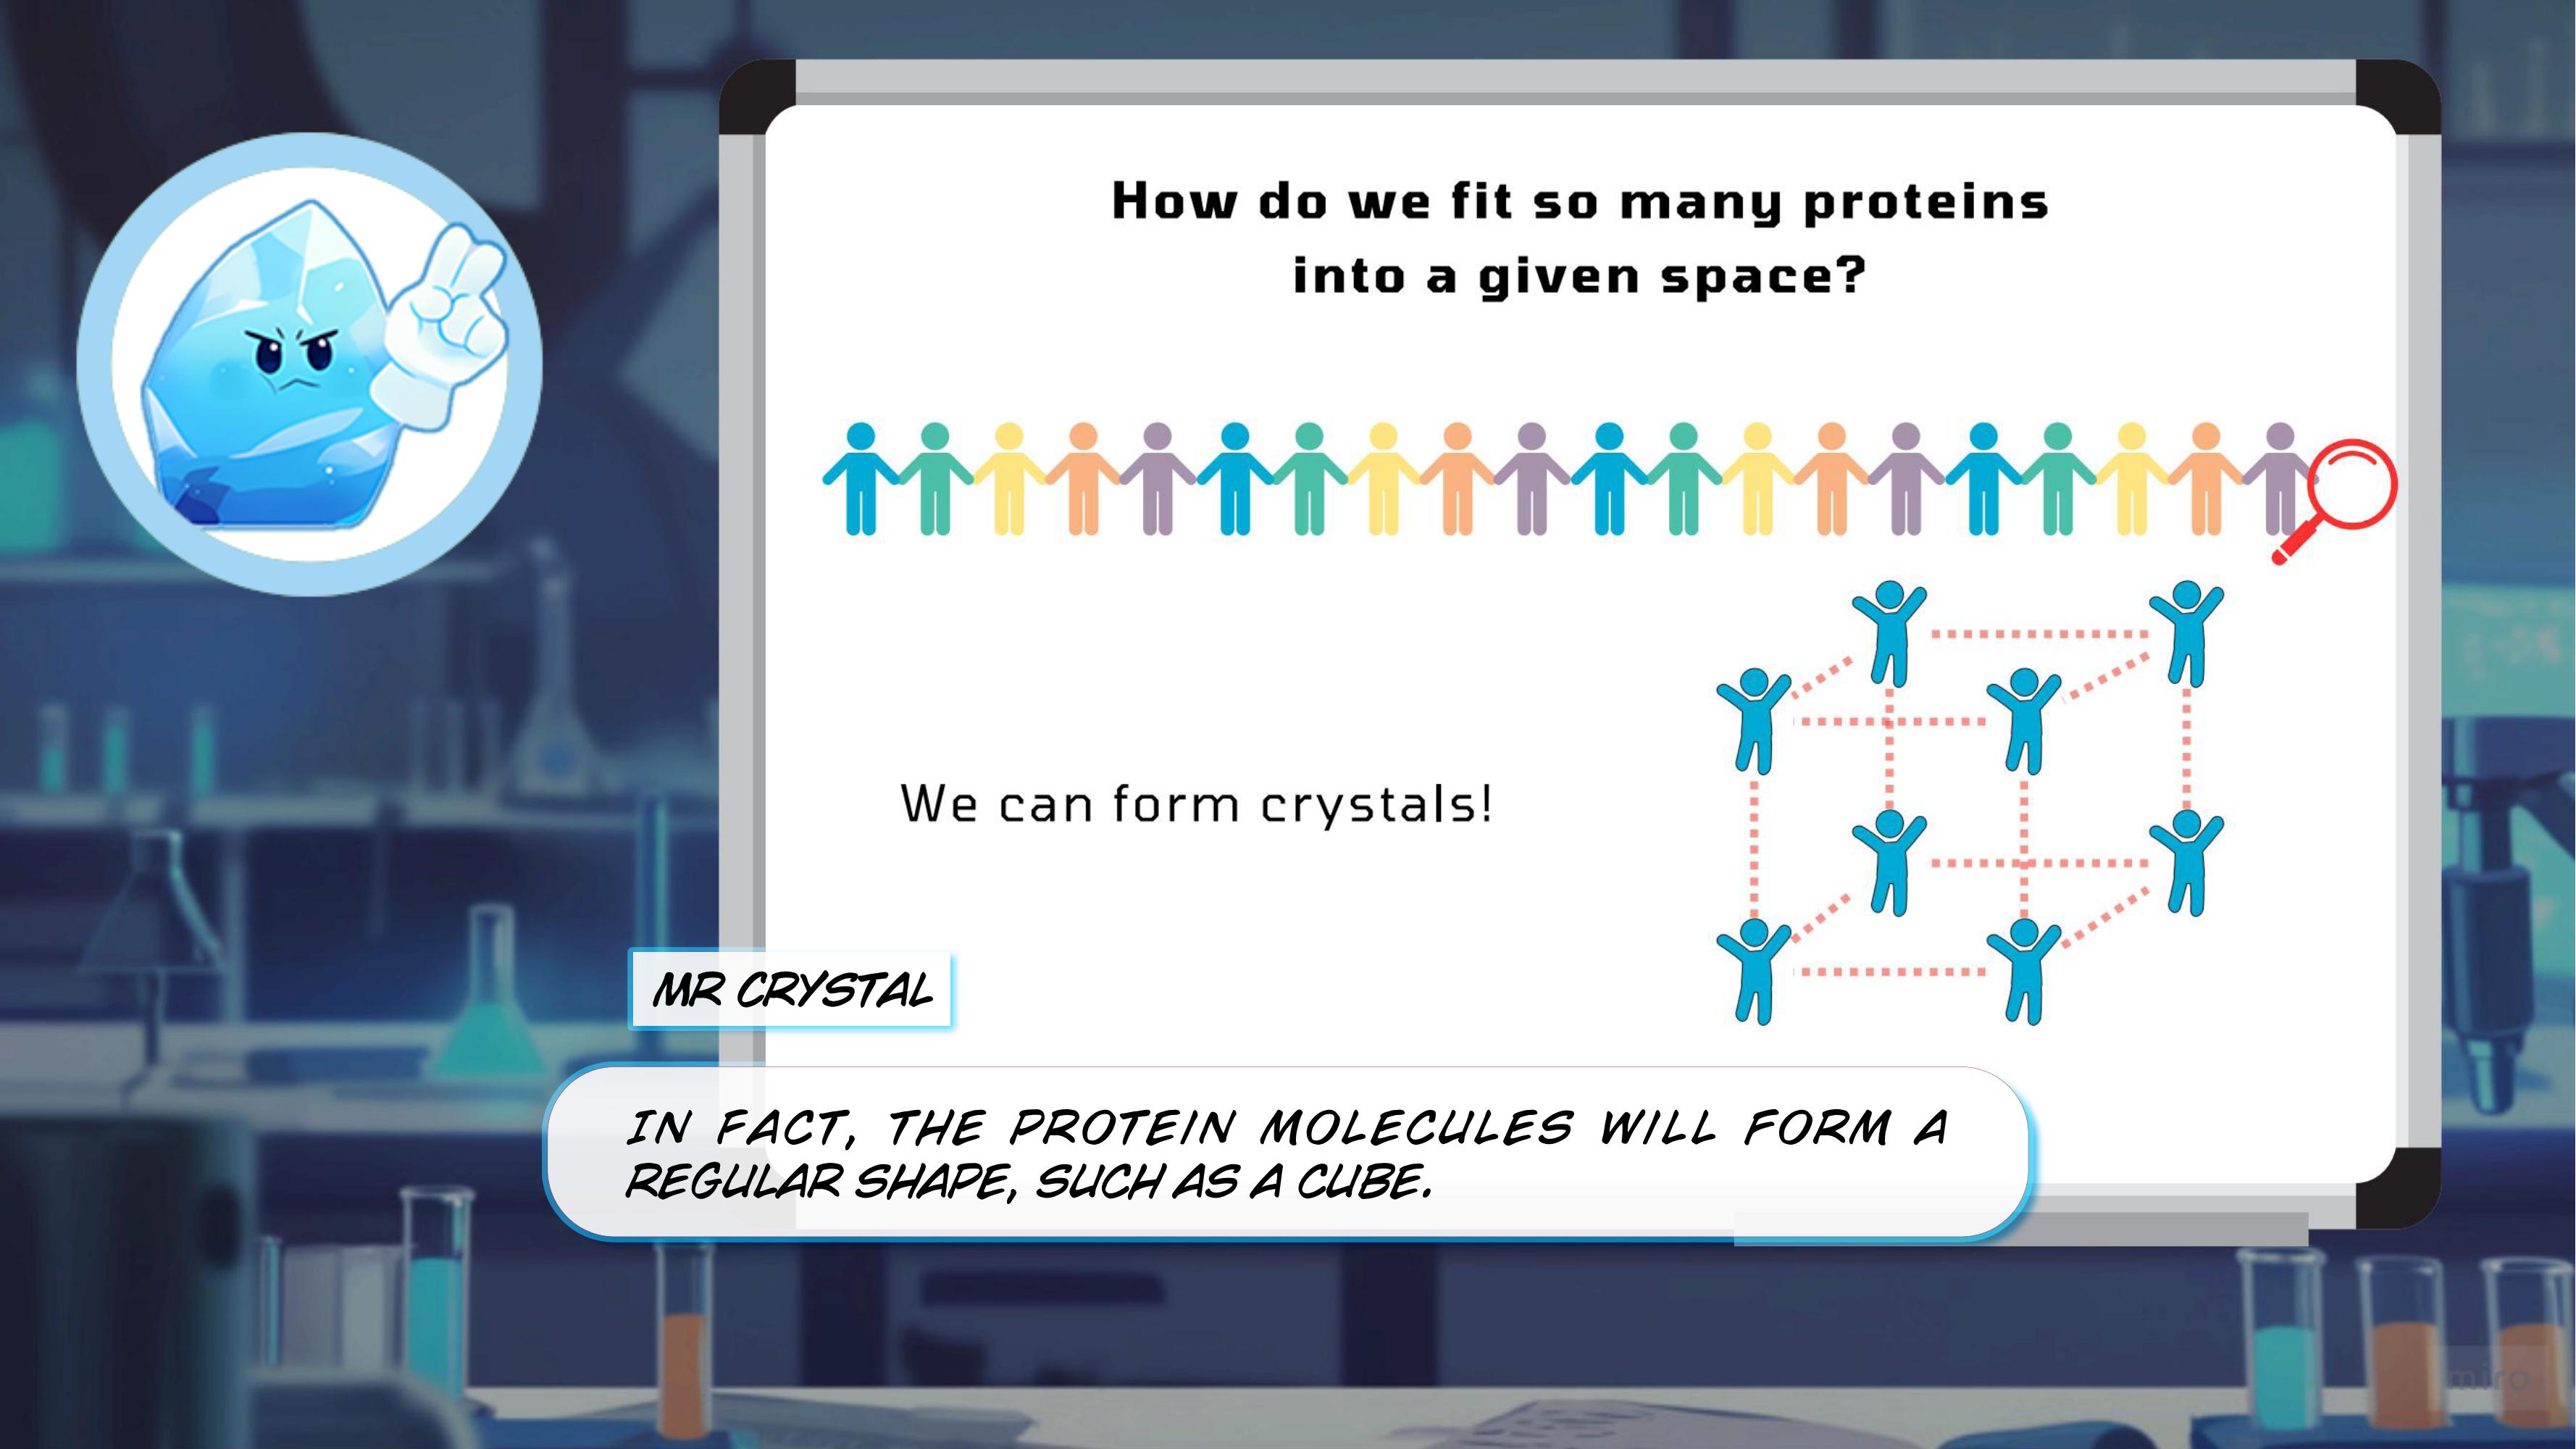 How do we fit so many proteins
into a given space?
We can form crystals!
MR CRYSTAL
IN FACT, THE PROTEIN MOLECULES WILL FORM A
REGULAR SHAPE, SUCH AS A CUBE.
miro